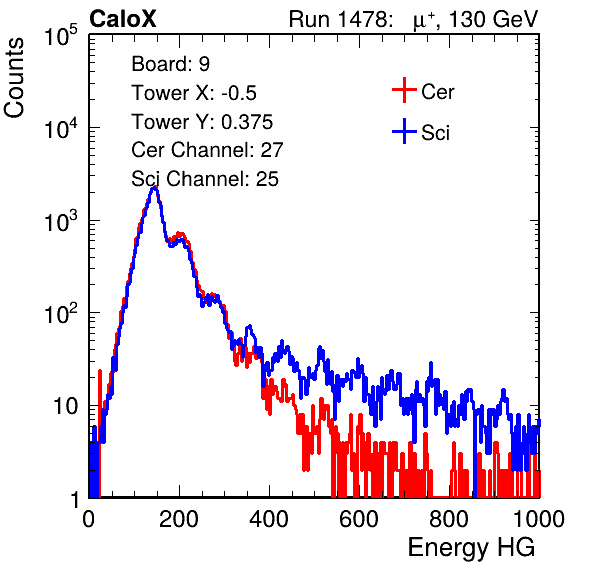 CaloX Run 1478: μ⁺, 130 GeV
Counts
10⁵
10⁴
10³
10²
10
1
Board: 9
Tower X: -0.5
Tower Y: 0.375
Cer Channel: 27
Sci Channel: 25
Cer
Sci
0 200 400 600 800 1000
Energy HG